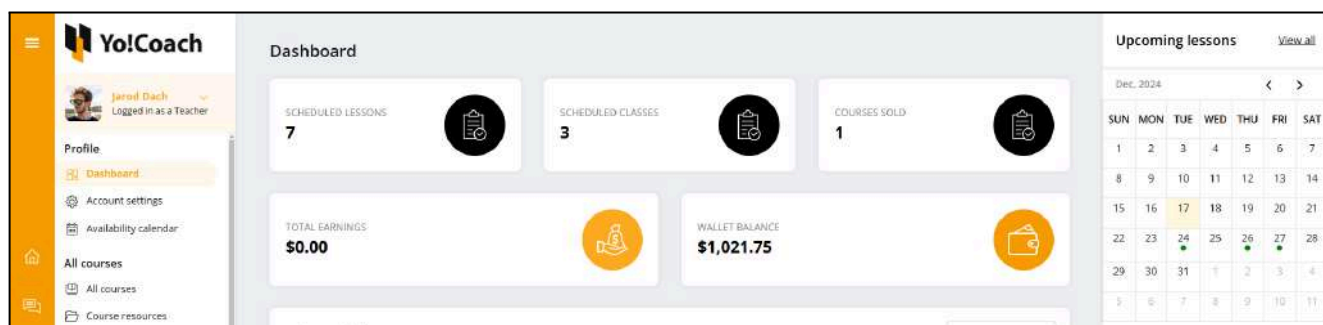 Yo!Coach
Jarod Dach
Logged in as a Teacher
Profile
Dashboard
Account settings
Availability calendar
All courses
All courses
Course resources
Dashboard
SCHEDULED LESSONS
7
SCHEDULED CLASSES
3
COURSES SOLD
1
TOTAL EARNINGS
$0.00
WALLET BALANCE
$1,021.75
Upcoming lessons View all
Dec, 2024
SUN MON TUE WED THU FRI SAT
1 2 3 4 5 6 7
8 9 10 11 12 13 14
15 16 17 18 19 20 21
22 23 24 25 26 27 28
29 30 31 1 2 3 4
5 6 7 8 9 10 11